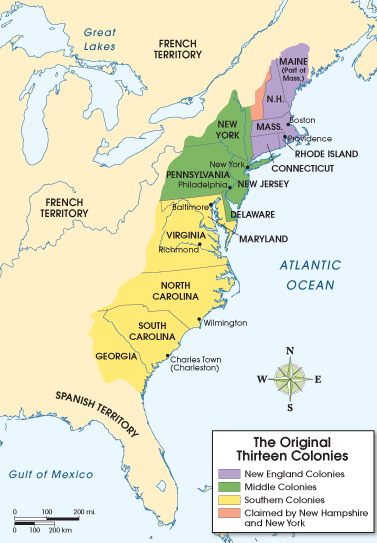 Great
Lakes
FRENCH
TERRITORY
MAINE
(Part of
Mass.)
N.H.
NEW
YORK
MASS.
Boston
Providence
RHODE ISLAND
CONNECTICUT
New York
PENNSYLVANIA
Philadelphia
NEW JERSEY
FRENCH
TERRITORY
Baltimore
DELAWARE
VIRGINIA
MARYLAND
Richmond
ATLANTIC
OCEAN
NORTH
CAROLINA
Wilmington
SOUTH
CAROLINA
GEORGIA
Charles Town
(Charleston)
N
W
E
S
SPANISH TERRITORY
Gulf of Mexico
The Original
Thirteen Colonies
New England Colonies
Middle Colonies
Southern Colonies
Claimed by New Hampshire
and New York
0 100 200 mi.
0 100 200 km